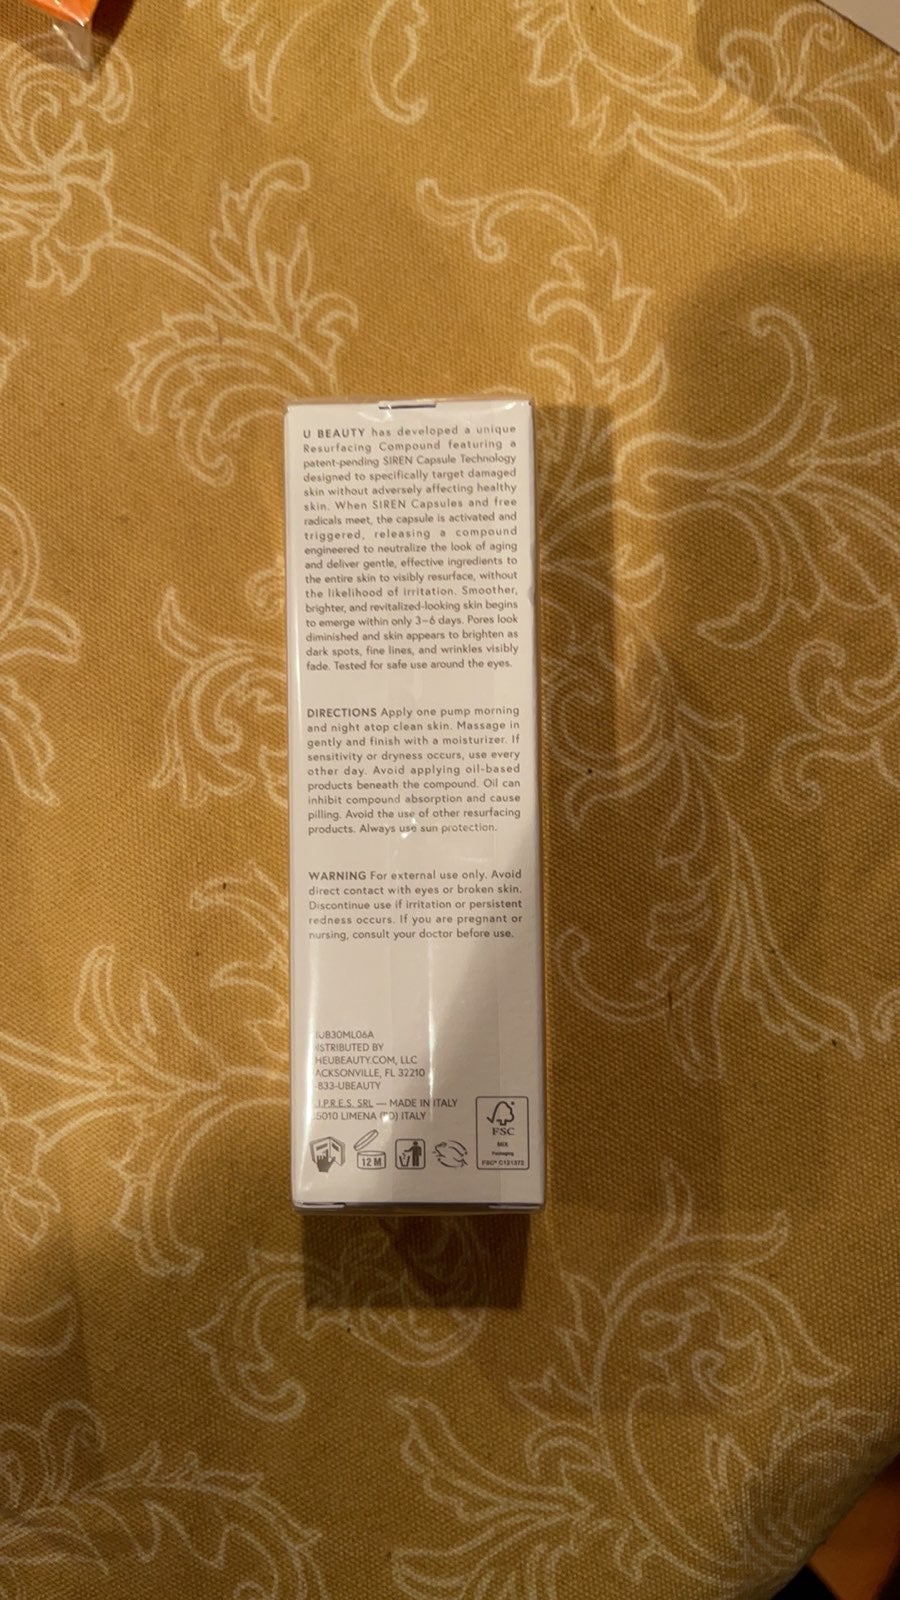 U BEAUTY has developed a unique
Resurfacing Compound featuring a
patent-pending SIREN Capsule Technology
designed to specifically target damaged
skin without adversely affecting healthy
skin. When SIREN Capsules and free
radicals meet, the capsule is activated and
triggered, releasing a compound
engineered to neutralize the look of aging
and deliver gentle, effective ingredients to
the entire skin to visibly resurface, without
the likelihood of irritation. Smoother,
brighter, and revitalized-looking skin begins
to emerge within only 3–6 days. Pores look
diminished and skin appears to brighten as
dark spots, fine lines, and wrinkles visibly
fade. Tested for safe use around the eyes.
DIRECTIONS Apply one pump morning
and night atop clean skin. Massage in
gently and finish with a moisturizer. If
sensitivity or dryness occurs, use every
other day. Avoid applying oil-based
products beneath the compound. Oil can
inhibit compound absorption and cause
pilling. Avoid the use of other resurfacing
products. Always use sun protection.
WARNING For external use only. Avoid
direct contact with eyes or broken skin.
Discontinue use if irritation or persistent
redness occurs. If you are pregnant or
nursing, consult your doctor before use.
UB30ML06A
ISTRIBUTED BY
HEUBEAUTY.COM, LLC
ACKSONVILLE, FL 32210
-833-UBEAUTY
.I.P.R.E.S. SRL — MADE IN ITALY
5010 LIMENA (PD) ITALY
12 M
FSC
MIX
Packaging
FSC® C131372